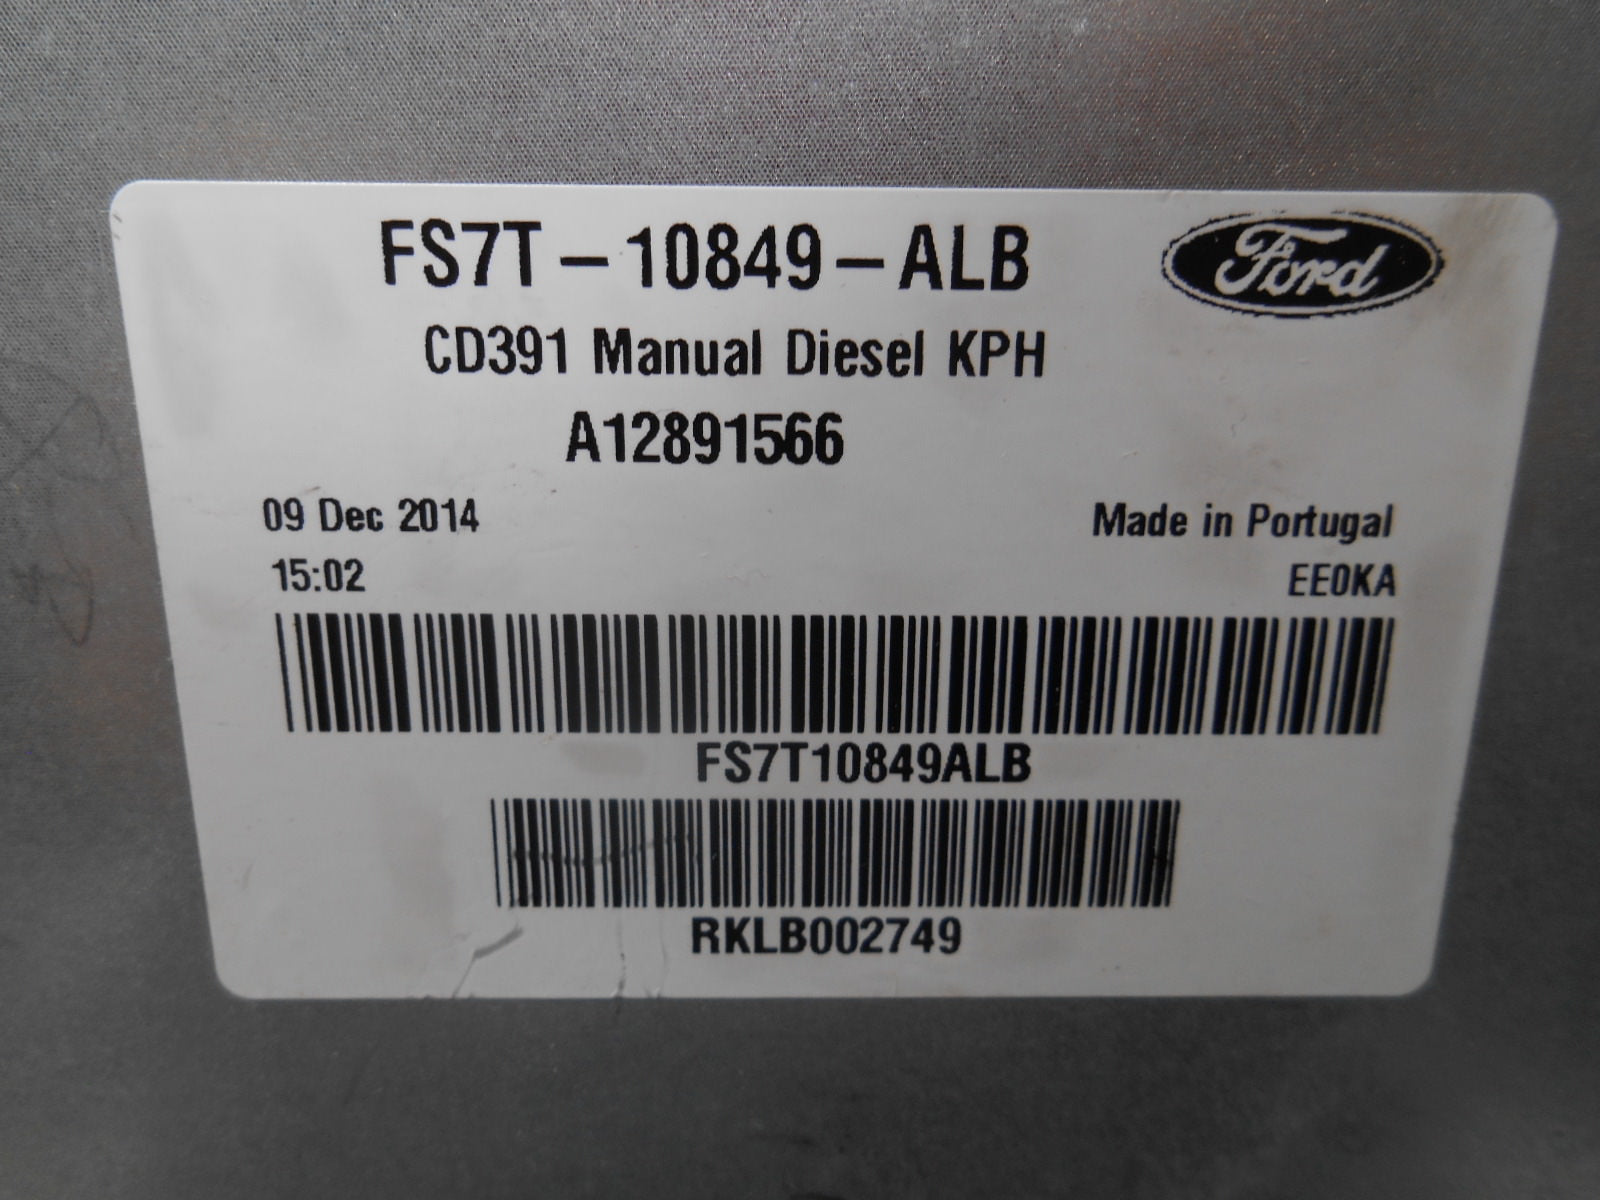 FS7T-10849-ALB
Ford
CD391 Manual Diesel KPH
A12891566
09 Dec 2014
Made in Portugal
15:02
EE0KA
FS7T10849ALB
RKLB002749